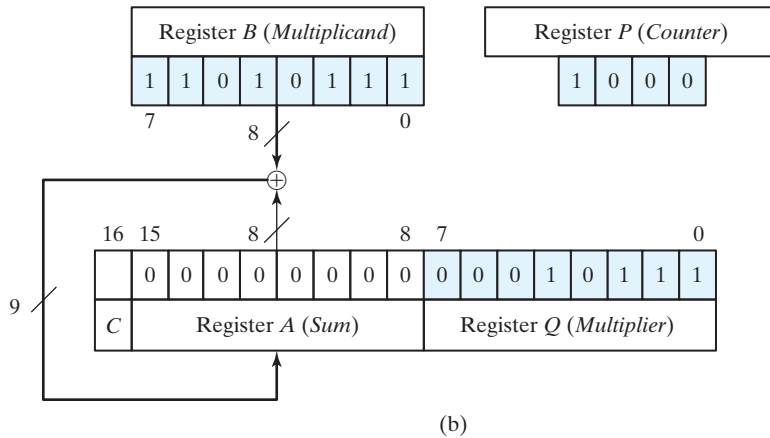 Register B (Multiplicand)
Register P (Counter)
1 1 0 1 0 1 1 1
1 0 0 0
7 8 0
16 15 8 8 7 0
0 0 0 0 0 0 0 0 0 0 0 1 0 1 1 1
9
C Register A (Sum) Register Q (Multiplier)
(b)